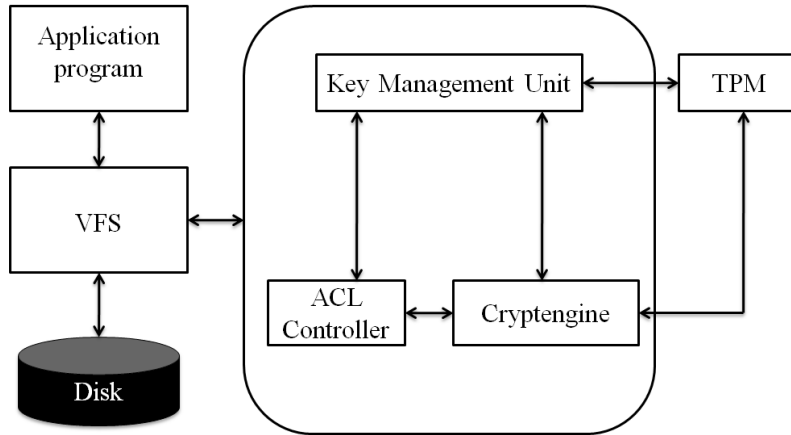 Application
program
Key Management Unit
TPM
VFS
ACL
Controller
Cryptengine
Disk